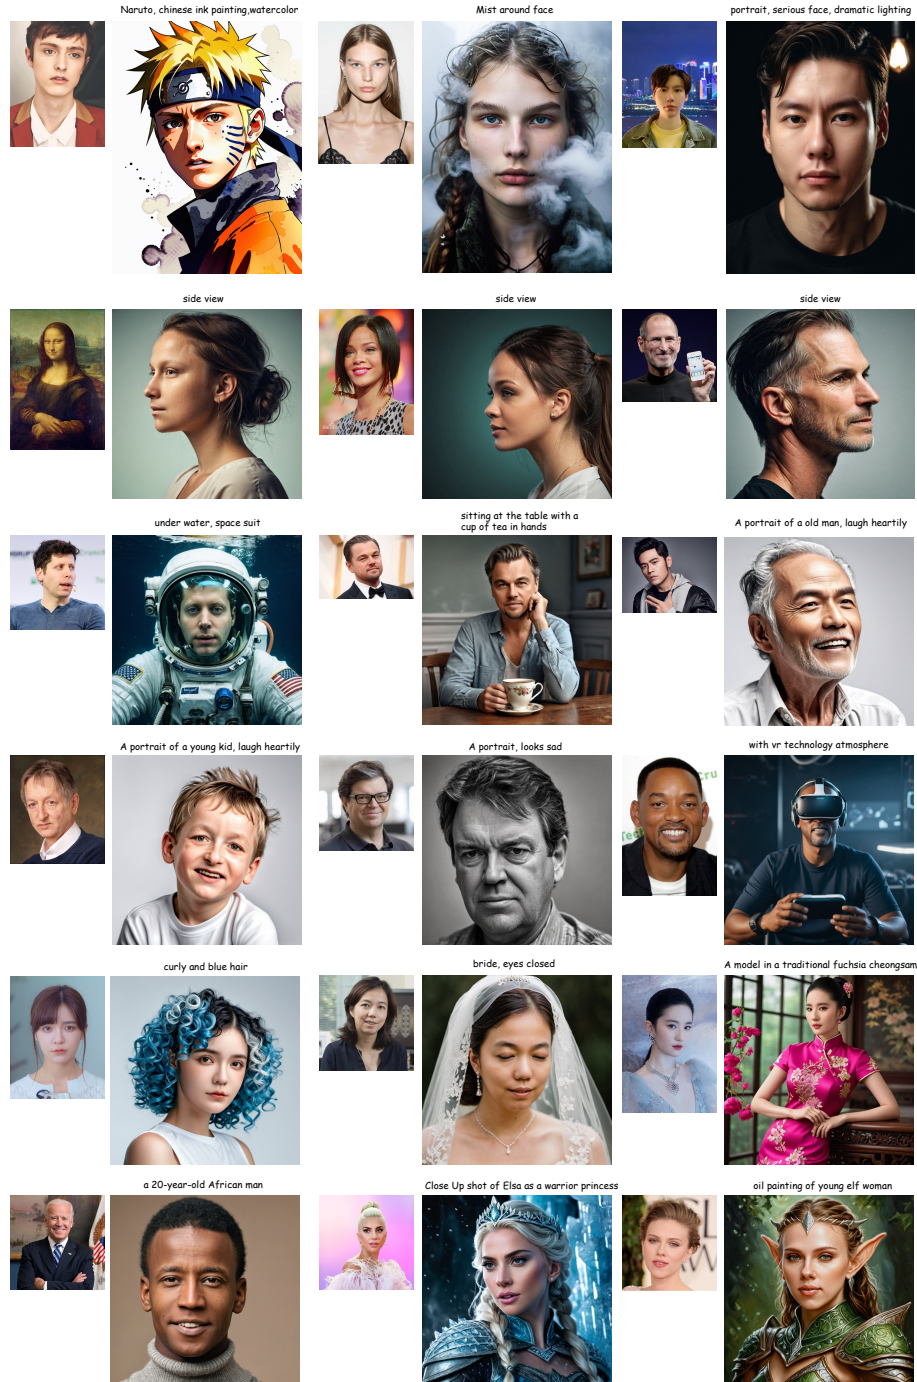 Naruto, chinese ink painting,watercolor
Mist around face
portrait, serious face, dramatic lighting
side view
side view
side view
under water, space suit
sitting at the table with a
cup of tea in hands
A portrait of a old man, laugh heartily
A portrait of a young kid, laugh heartily
A portrait, looks sad
with vr technology atmosphere
Cru
Tech
curly and blue hair
bride, eyes closed
A model in a traditional fuchsia cheongsam
a 20-year-old African man
Close Up shot of Elsa as a warrior princess
oil painting of young elf woman